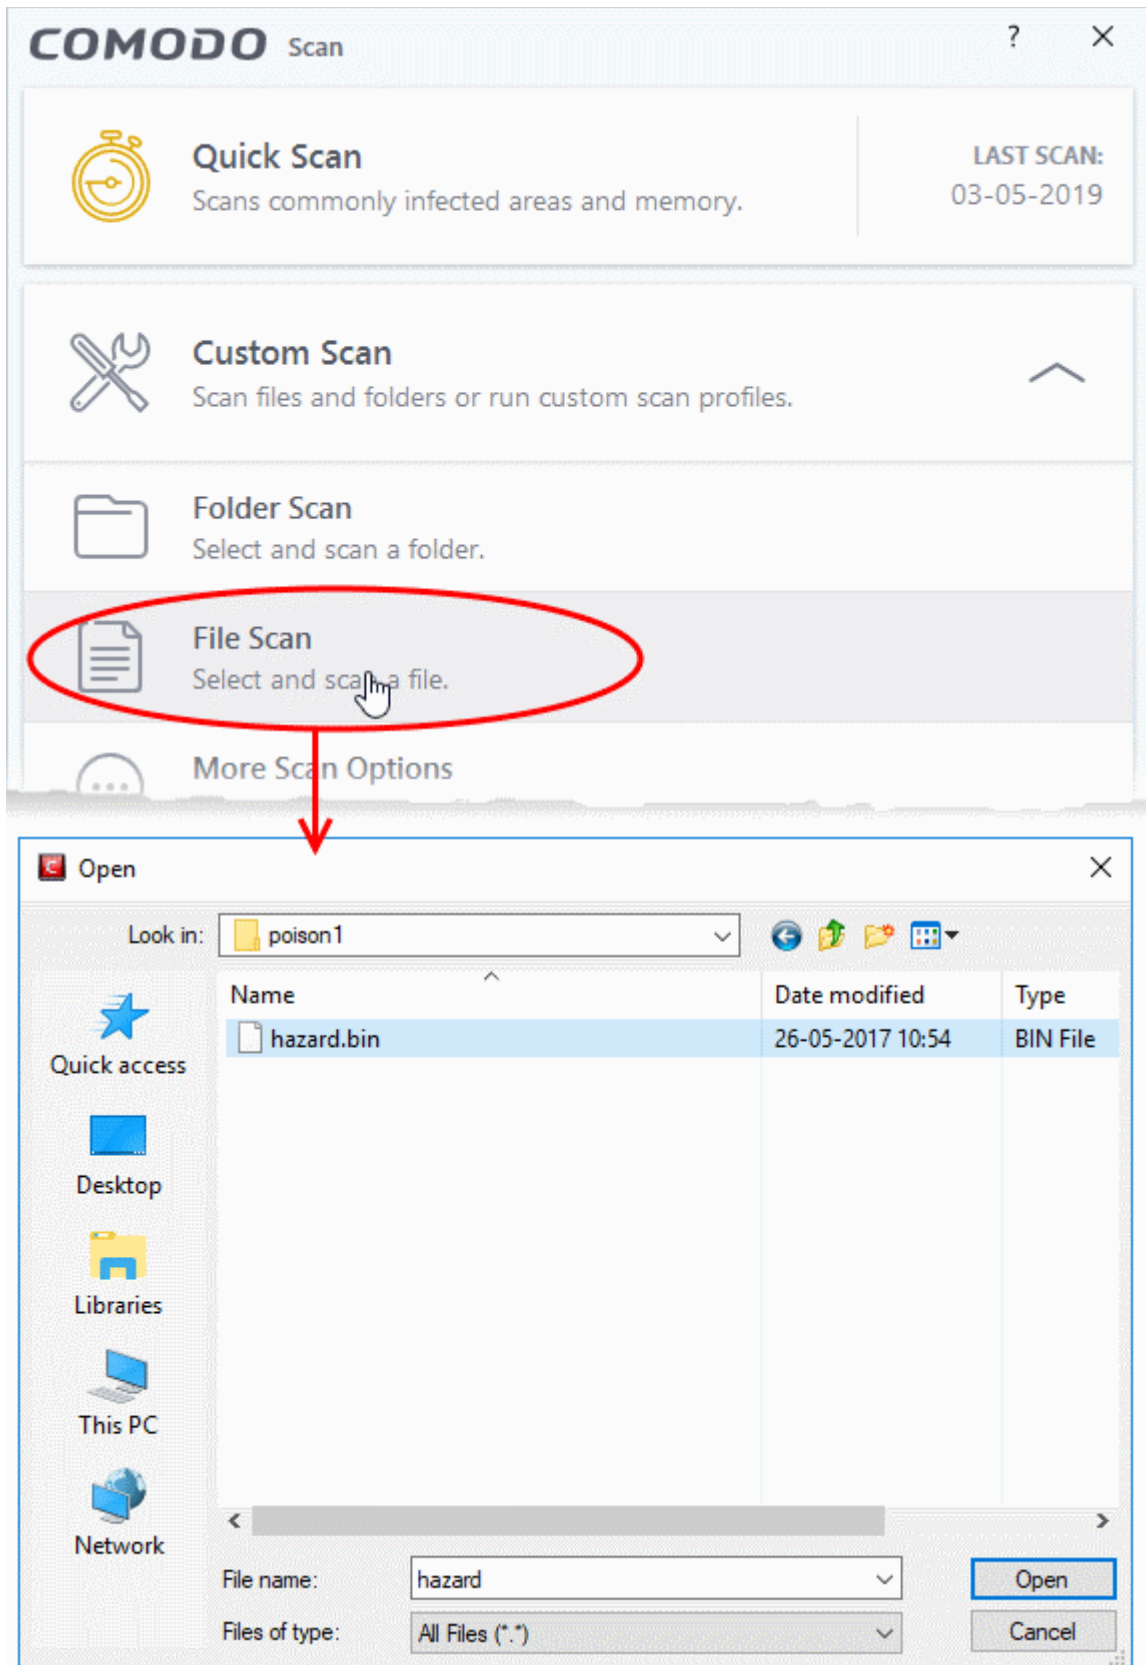 COMODO Scan
?
Quick Scan
Scans commonly infected areas and memory.
LAST SCAN:
03-05-2019
Custom Scan
Scan files and folders or run custom scan profiles.
Folder Scan
Select and scan a folder.
File Scan
Select and scan a file.
More Scan Options
Open
Look in: poison1
Name Date modified Type
hazard.bin 26-05-2017 10:54 BIN File
Quick access
Desktop
Libraries
This PC
Network
File name: hazard Open
Files of type: All Files (*.*) Cancel